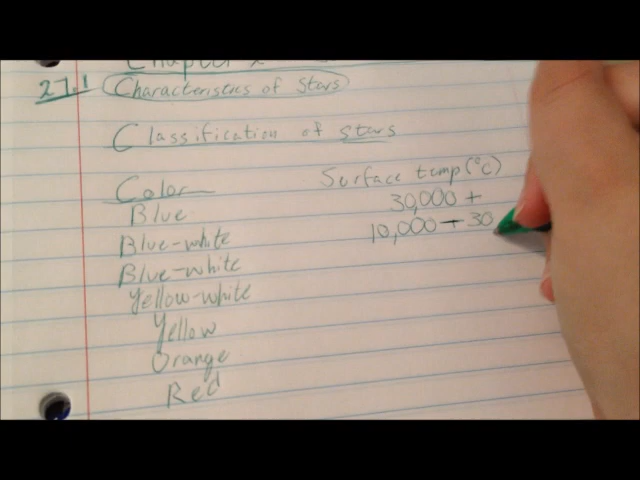 Chapter
27.1 Characteristics of Stars
Classification of stars
Color Surface temp (°C)
Blue 30,000 +
Blue-white 10,000 - 30
Blue-white
Yellow-white
Yellow
Orange
Red